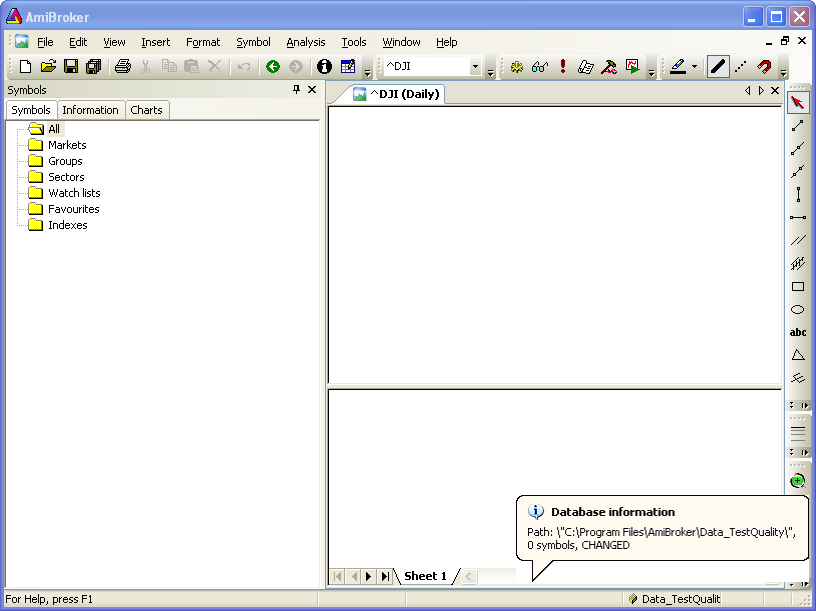 AmiBroker
File Edit View Insert Format Symbol Analysis Tools Window Help
^DJI
Symbols
^DJI (Daily)
Symbols Information Charts
All
Markets
Groups
Sectors
Watch lists
Favourites
Indexes
abc
Database information
Path: \"C:\Program Files\AmiBroker\Data_TestQuality\",
0 symbols, CHANGED
Sheet 1
For Help, press F1
Data_TestQualit